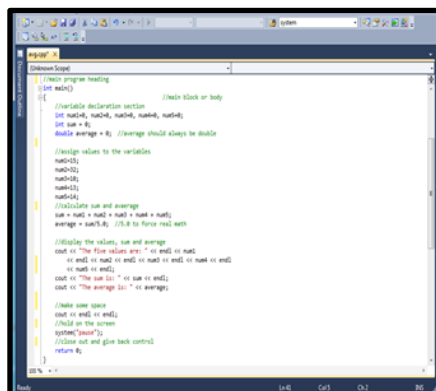 system
avg.cpp*
(Unknown Scope)
Document Outline
//main program heading
int main()
{ //main block or body
//variable declaration section
int num1=0, num2=0, num3=0, num4=0, num5=0;
int sum = 0;
double average = 0; //average should always be double
//assign values to the variables
num1=15;
num2=32;
num3=10;
num4=13;
num5=14;
//calculate sum and avaerage
sum = num1 + num2 + num3 + num4 + num5;
average = sum/5.0; //5.0 to force real math
//display the values, sum and average
cout << "The five values are: " << endl << num1
<< endl << num2 << endl << num3 << endl << num4 << endl
<< num5 << endl;
cout << "The sum is: " << sum << endl;
cout << "The average is: " << average;
//make some space
cout << endl << endl;
//hold on the screen
system("pause");
//close out and give back control
return 0;
}
100 %
Ready Ln 41 Col 5 Ch 2 INS